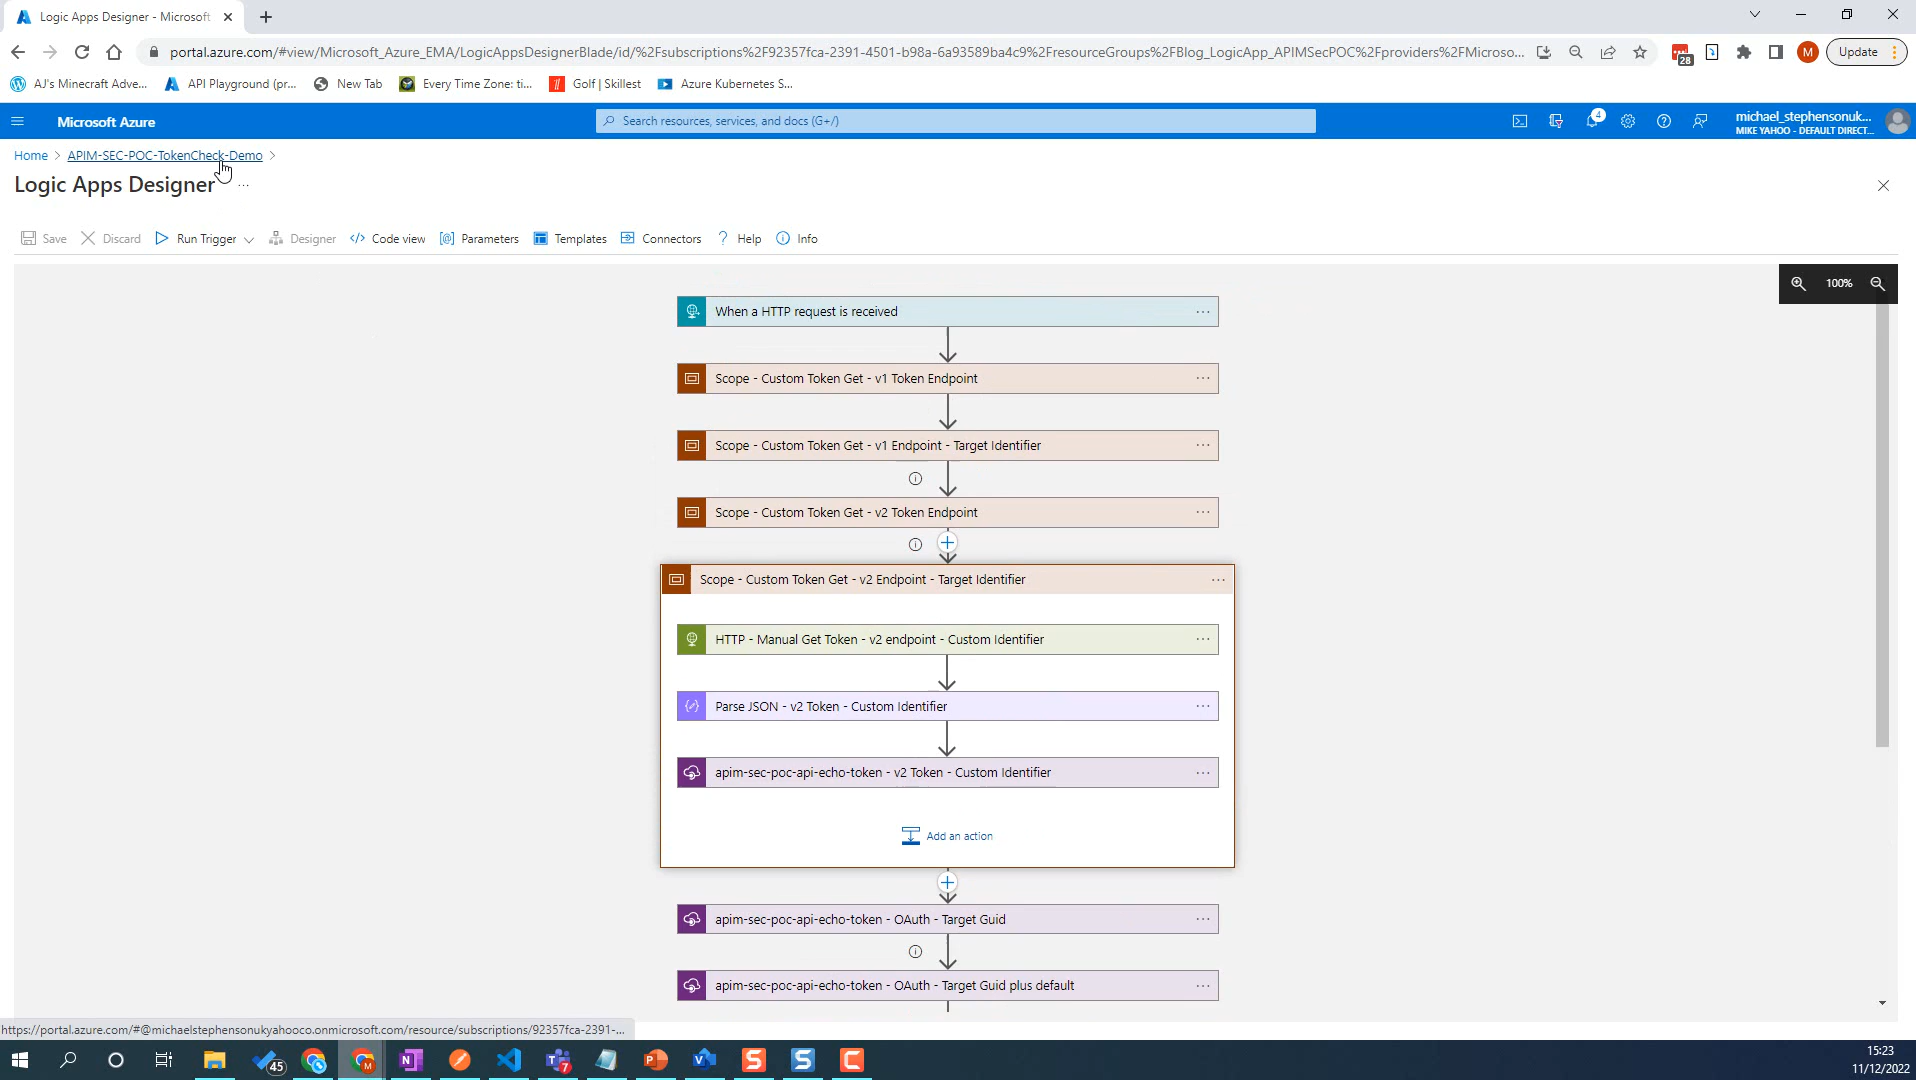 Logic Apps Designer - Microsoft
portal.azure.com/#view/Microsoft_Azure_EMA/LogicAppsDesignerBlade/id/%2Fsubscriptions%2F92357fca-2391-4501-b98a-6a93589ba4c9%2FresourceGroups%2FBlog_LogicApp_APIMSecPOC%2Fproviders%2FMicroso...
28
M
Update
AJ's Minecraft Adve...
API Playground (pr...
New Tab
Every Time Zone: ti...
Golf | Skillest
Azure Kubernetes S...
Microsoft Azure
Search resources, services, and docs (G+/)
4
michael_stephensonuk...
MIKE YAHOO - DEFAULT DIRECT...
Home > APIM-SEC-POC-TokenCheck-Demo >
Logic Apps Designer ...
Save
Discard
Run Trigger
Designer
Code view
Parameters
Templates
Connectors
Help
Info
100%
When a HTTP request is received
Scope - Custom Token Get - v1 Token Endpoint
Scope - Custom Token Get - v1 Endpoint - Target Identifier
Scope - Custom Token Get - v2 Token Endpoint
Scope - Custom Token Get - v2 Endpoint - Target Identifier
HTTP - Manual Get Token - v2 endpoint - Custom Identifier
Parse JSON - v2 Token - Custom Identifier
apim-sec-poc-api-echo-token - v2 Token - Custom Identifier
Add an action
apim-sec-poc-api-echo-token - OAuth - Target Guid
apim-sec-poc-api-echo-token - OAuth - Target Guid plus default
https://portal.azure.com/#@michaelstephensonukyahooco.onmicrosoft.com/resource/subscriptions/92357fca-2391-...
45
7
15:23
11/12/2022